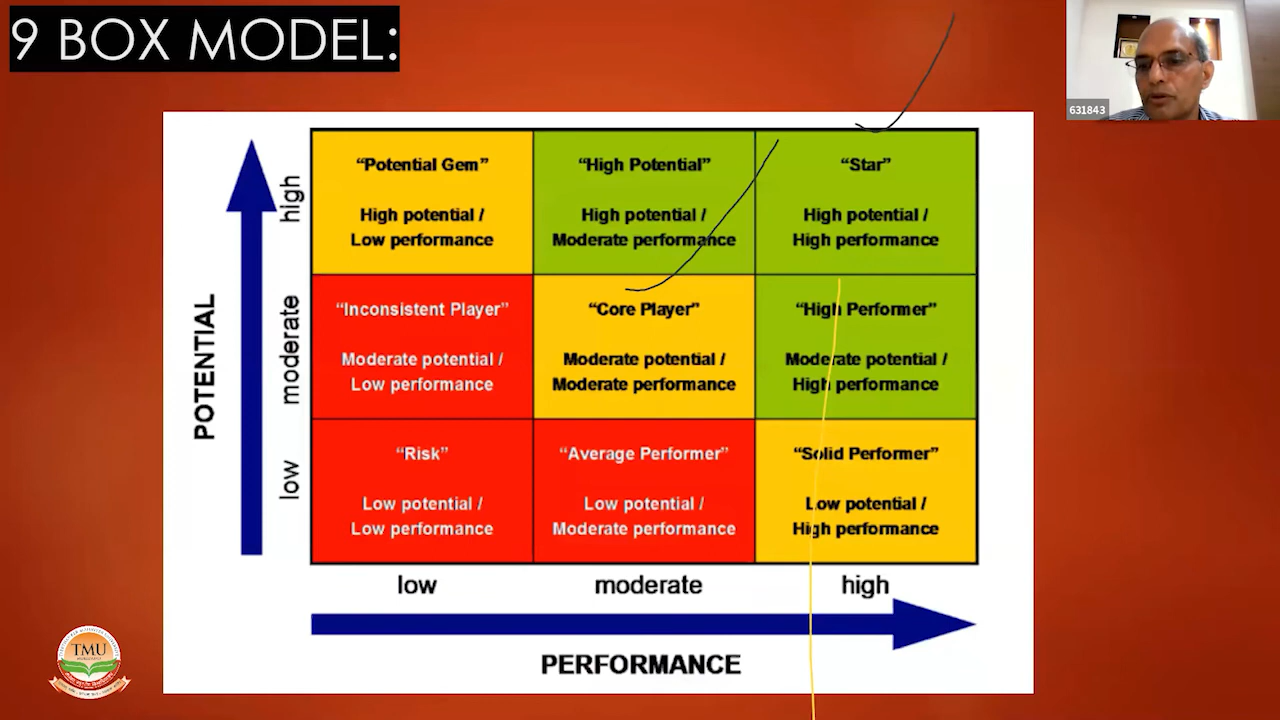 9 BOX MODEL:
631843
POTENTIAL
high
moderate
low
“Potential Gem”
High potential /
Low performance
“High Potential”
High potential /
Moderate performance
“Star”
High potential /
High performance
“Inconsistent Player”
Moderate potential /
Low performance
“Core Player”
Moderate potential /
Moderate performance
“High Performer”
Moderate potential /
High performance
“Risk”
Low potential /
Low performance
“Average Performer”
Low potential /
Moderate performance
“Solid Performer”
Low potential /
High performance
low
moderate
high
PERFORMANCE
TMU